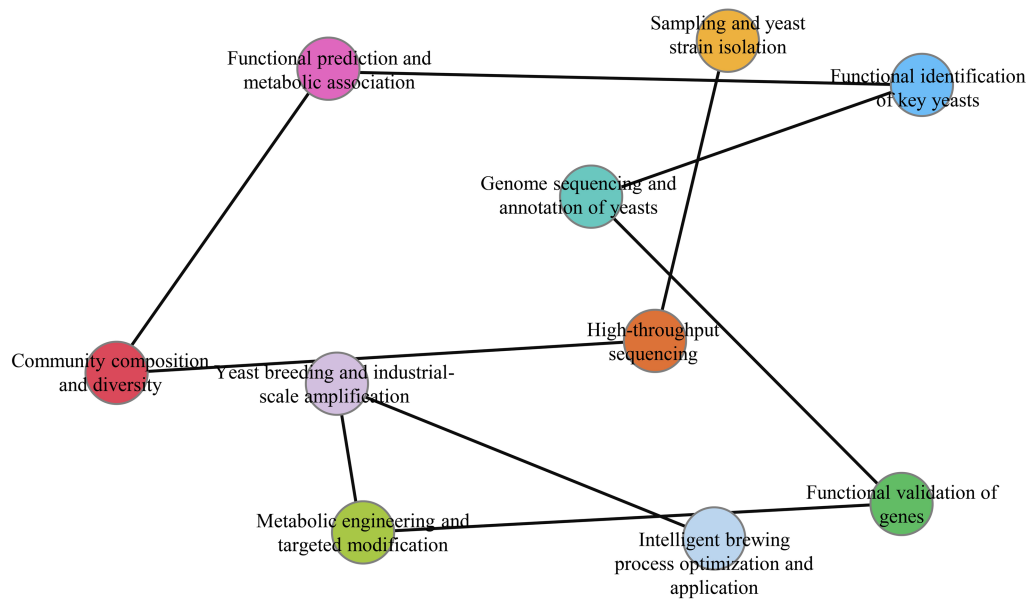 Sampling and yeast
strain isolation
Functional prediction and
metabolic association
Functional identification
of key yeasts
Genome sequencing and
annotation of yeasts
High-throughput
sequencing
Community composition
and diversity
Yeast breeding and industrial-
scale amplification
Functional validation of
genes
Metabolic engineering and
targeted modification
Intelligent brewing
process optimization and
application